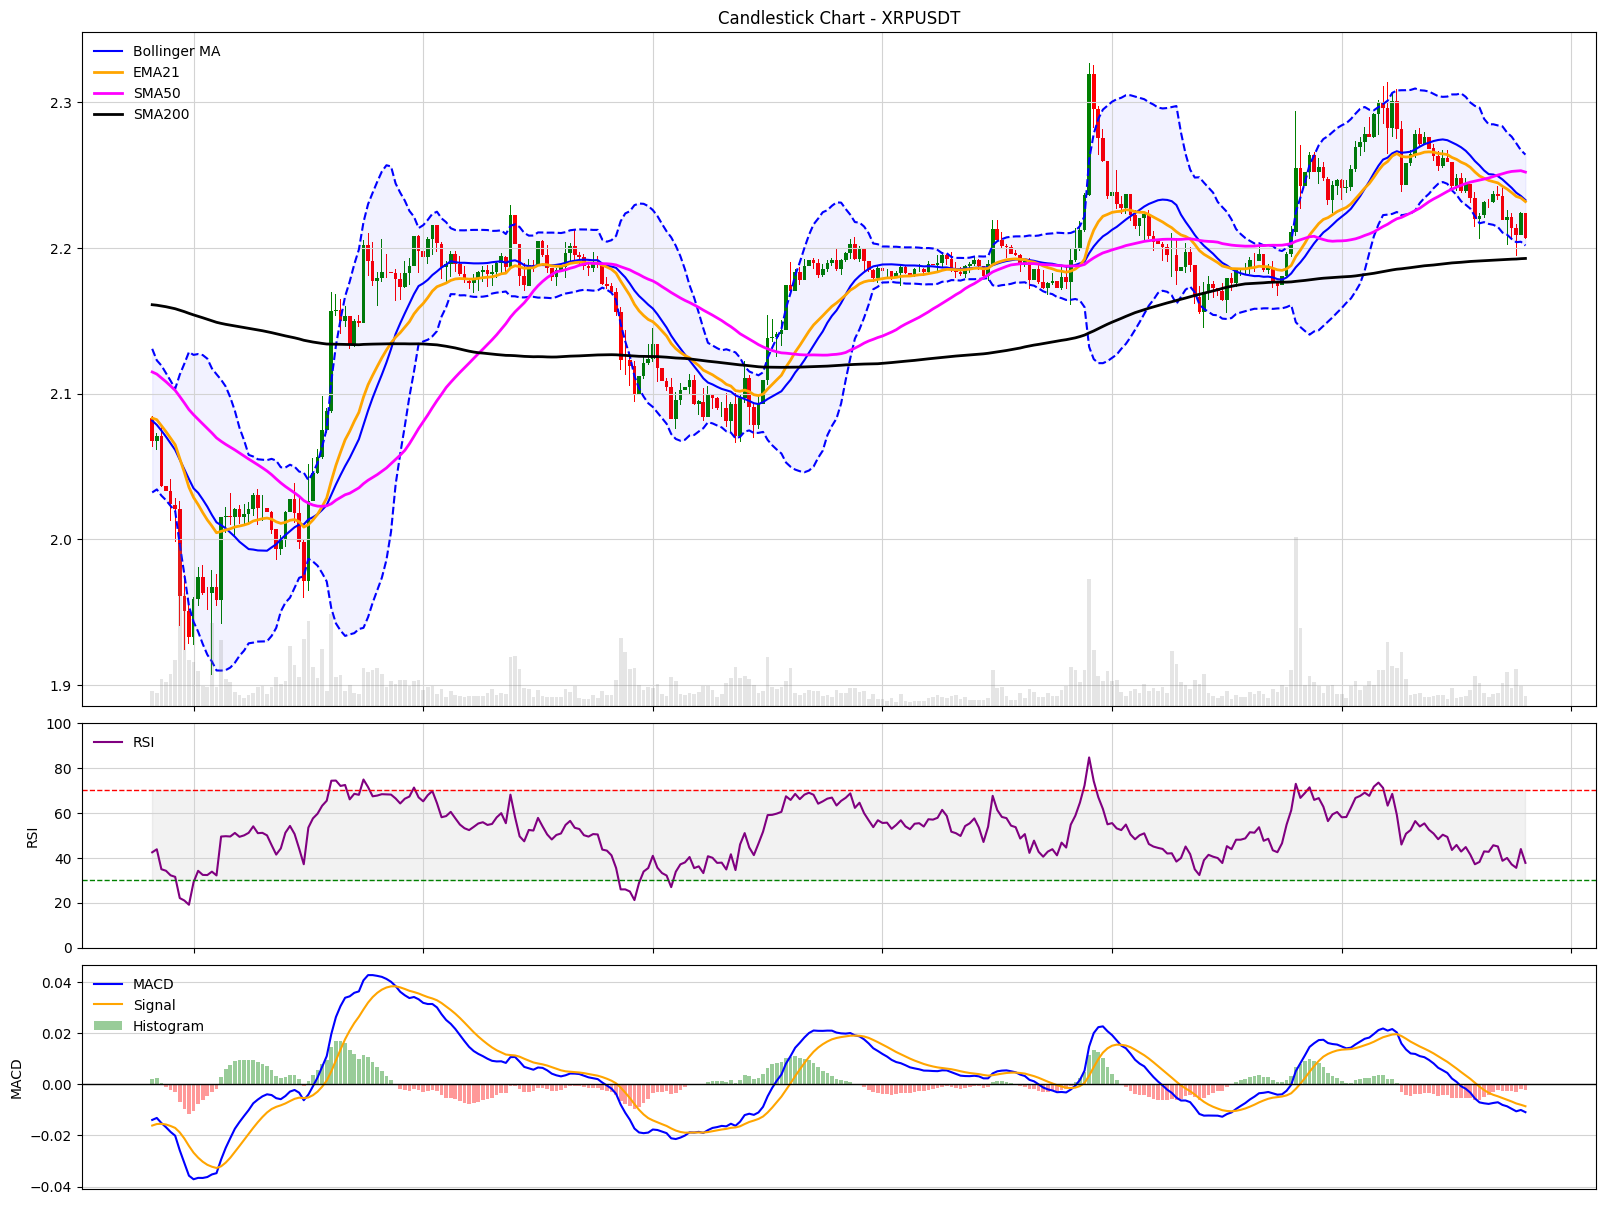 Candlestick Chart - XRPUSDT
Bollinger MA
EMA21
SMA50
SMA200
2.3
2.2
2.1
2.0
1.9
RSI
100
80
60
40
20
0
RSI
MACD
Signal
Histogram
0.04
0.02
0.00
−0.02
−0.04
MACD